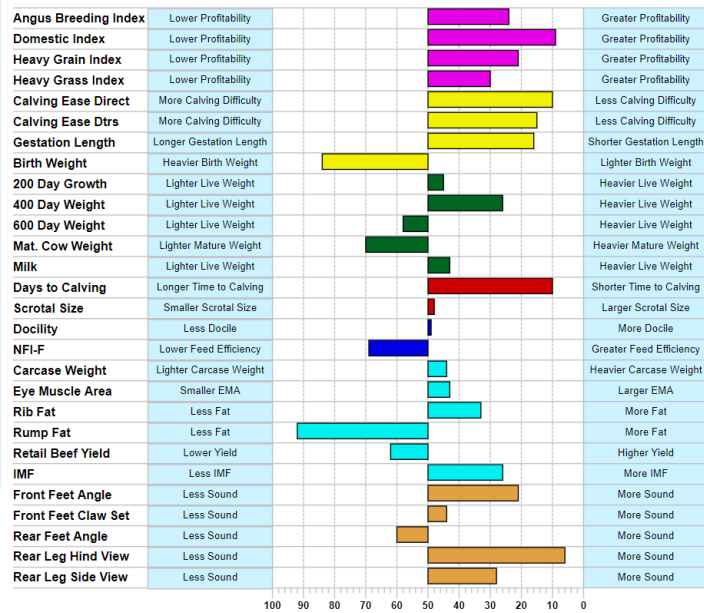 Angus Breeding Index Lower Profitability Greater Profitability
Domestic Index Lower Profitability Greater Profitability
Heavy Grain Index Lower Profitability Greater Profitability
Heavy Grass Index Lower Profitability Greater Profitability
Calving Ease Direct More Calving Difficulty Less Calving Difficulty
Calving Ease Dtrs More Calving Difficulty Less Calving Difficulty
Gestation Length Longer Gestation Length Shorter Gestation Length
Birth Weight Heavier Birth Weight Lighter Birth Weight
200 Day Growth Lighter Live Weight Heavier Live Weight
400 Day Weight Lighter Live Weight Heavier Live Weight
600 Day Weight Lighter Live Weight Heavier Live Weight
Mat. Cow Weight Lighter Mature Weight Heavier Mature Weight
Milk Lighter Live Weight Heavier Live Weight
Days to Calving Longer Time to Calving Shorter Time to Calving
Scrotal Size Smaller Scrotal Size Larger Scrotal Size
Docility Less Docile More Docile
NFI-F Lower Feed Efficiency Greater Feed Efficiency
Carcase Weight Lighter Carcase Weight Heavier Carcase Weight
Eye Muscle Area Smaller EMA Larger EMA
Rib Fat Less Fat More Fat
Rump Fat Less Fat More Fat
Retail Beef Yield Lower Yield Higher Yield
IMF Less IMF More IMF
Front Feet Angle Less Sound More Sound
Front Feet Claw Set Less Sound More Sound
Rear Feet Angle Less Sound More Sound
Rear Leg Hind View Less Sound More Sound
Rear Leg Side View Less Sound More Sound
100 90 80 70 60 50 40 30 20 10 0